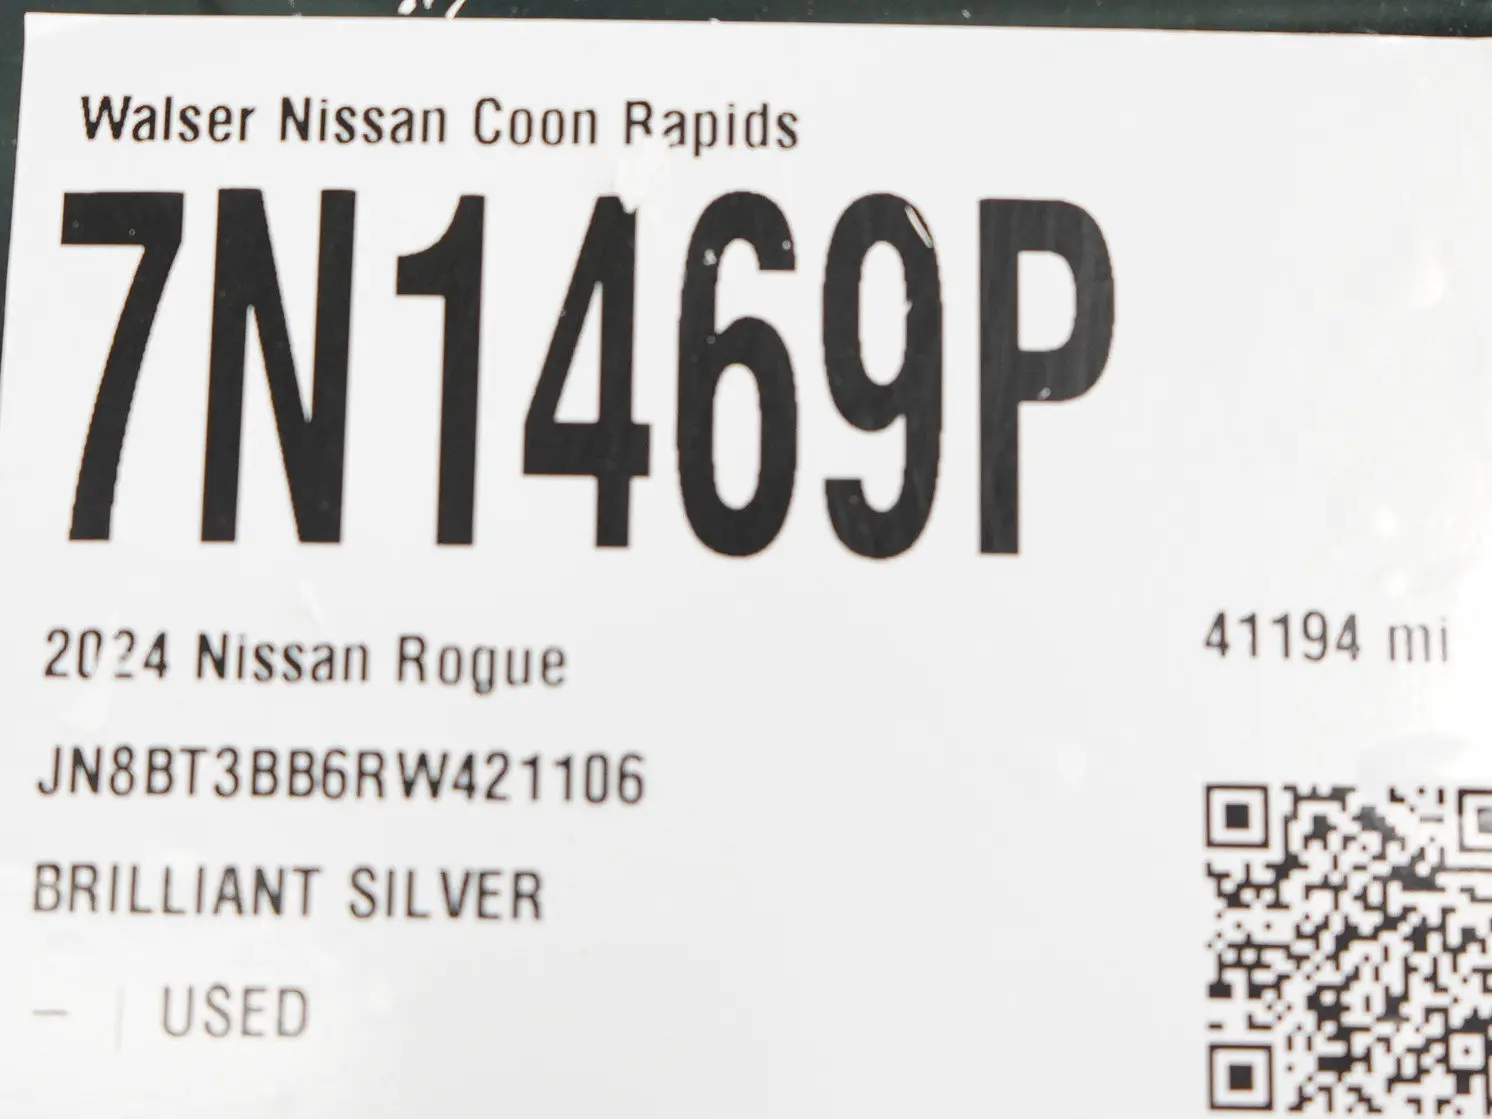 Walser Nissan Coon Rapids
7N1469P
2024 Nissan Rogue
41194 mi
JN8BT3BB6RW421106
BRILLIANT SILVER
– | USED